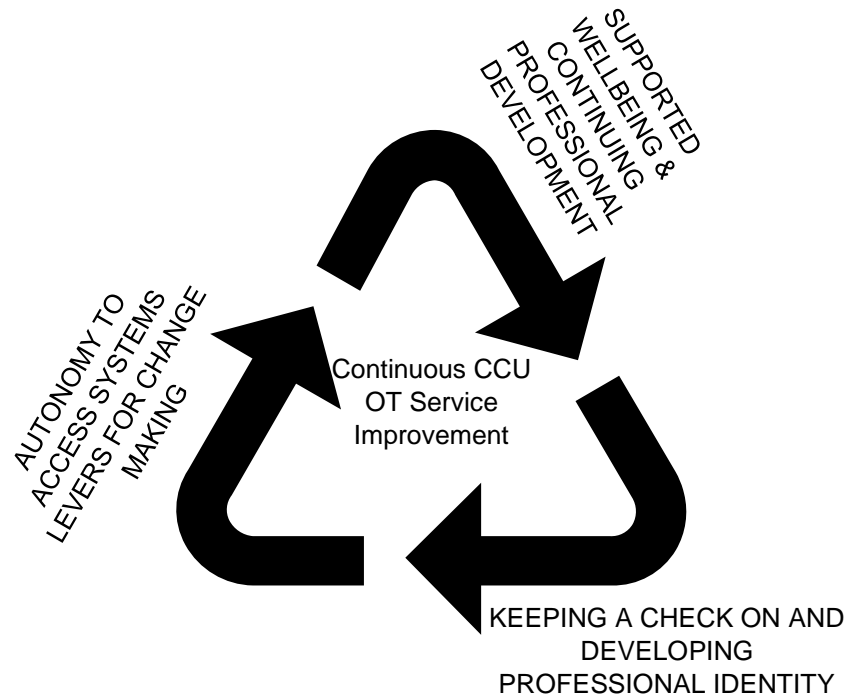 SUPPORTED
WELLBEING &
CONTINUING
PROFESSIONAL
DEVELOPMENT
AUTONOMY TO
ACCESS SYSTEMS
LEVERS FOR CHANGE
MAKING
Continuous CCU
OT Service
Improvement
KEEPING A CHECK ON AND
DEVELOPING
PROFESSIONAL IDENTITY